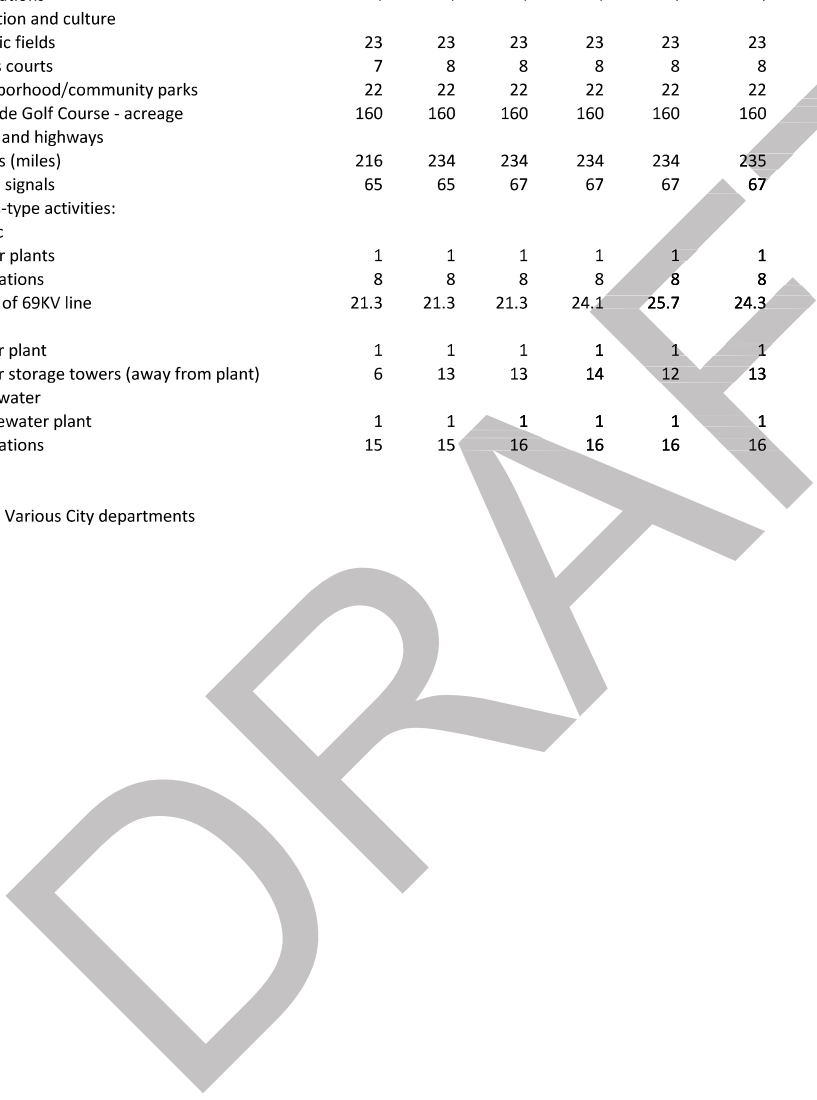 tion and culture
ic fields 23 23 23 23 23 23
s courts 7 8 8 8 8 8
borhood/community parks 22 22 22 22 22 22
de Golf Course - acreage 160 160 160 160 160 160
and highways
s (miles) 216 234 234 234 234 235
signals 65 65 67 67 67 67
-type activities:
c
r plants 1 1 1 1 1 1
ations 8 8 8 8 8 8
of 69KV line 21.3 21.3 21.3 24.1 25.7 24.3
r plant 1 1 1 1 1 1
r storage towers (away from plant) 6 13 13 14 12 13
water
ewater plant 1 1 1 1 1 1
ations 15 15 16 16 16 16
Various City departments
DRAFT